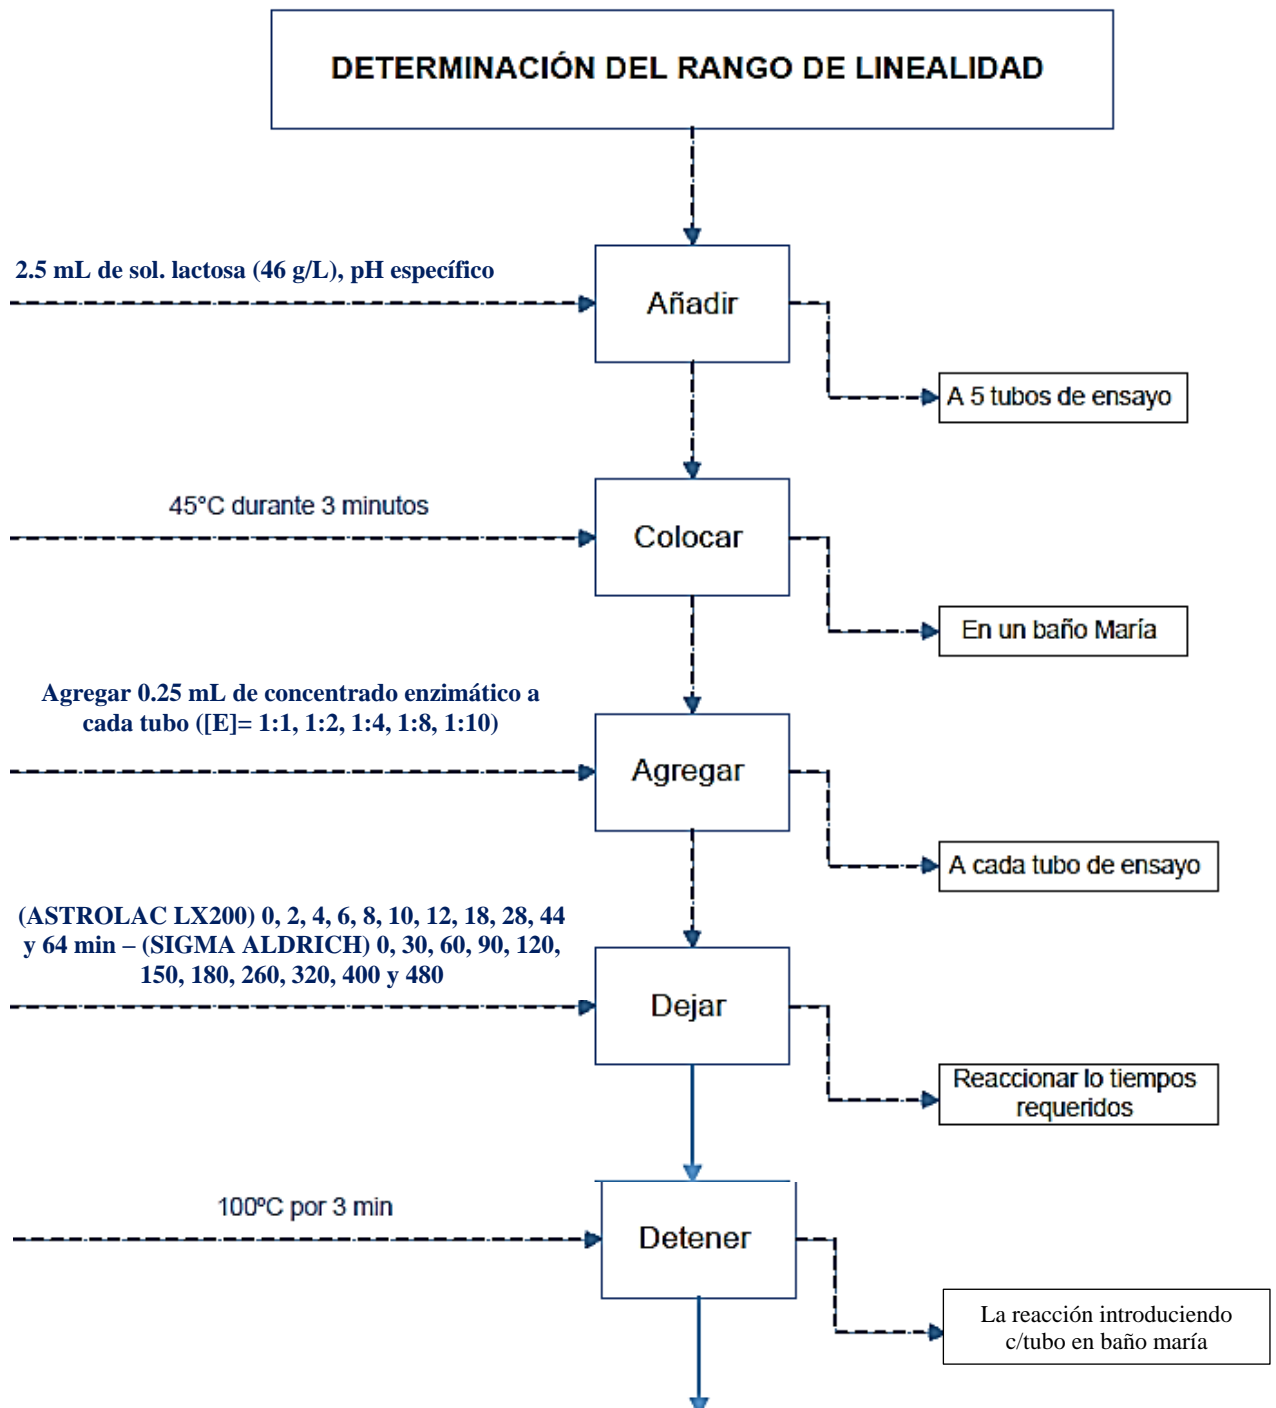 DETERMINACIÓN DEL RANGO DE LINEALIDAD
2.5 mL de sol. lactosa (46 g/L), pH específico
Añadir
A 5 tubos de ensayo
45°C durante 3 minutos
Colocar
En un baño María
Agregar 0.25 mL de concentrado enzimático a
cada tubo ([E]= 1:1, 1:2, 1:4, 1:8, 1:10)
Agregar
A cada tubo de ensayo
(ASTROLAC LX200) 0, 2, 4, 6, 8, 10, 12, 18, 28, 44
y 64 min – (SIGMA ALDRICH) 0, 30, 60, 90, 120,
150, 180, 260, 320, 400 y 480
Dejar
Reaccionar lo tiempos
requeridos
100ºC por 3 min
Detener
La reacción introduciendo
c/tubo en baño maría